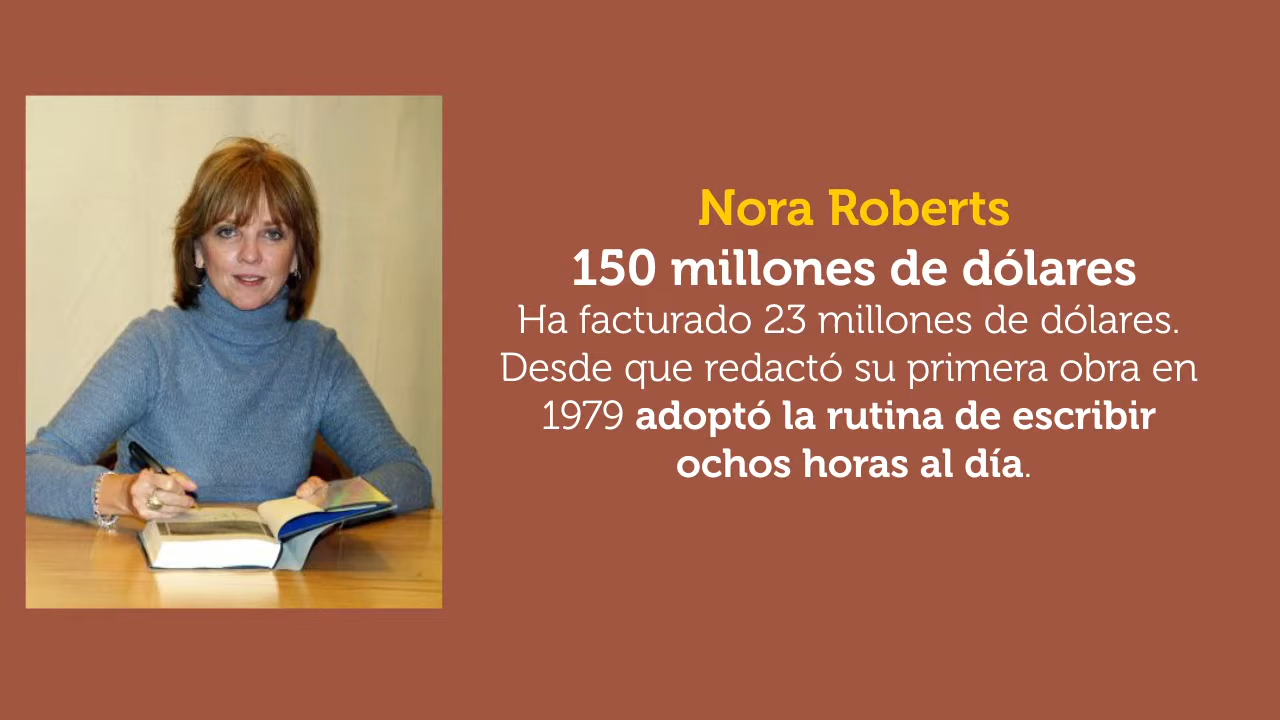 Nora Roberts
150 millones de dólares
Ha facturado 23 millones de dólares.
Desde que redactó su primera obra en
1979 adoptó la rutina de escribir
ochos horas al día.